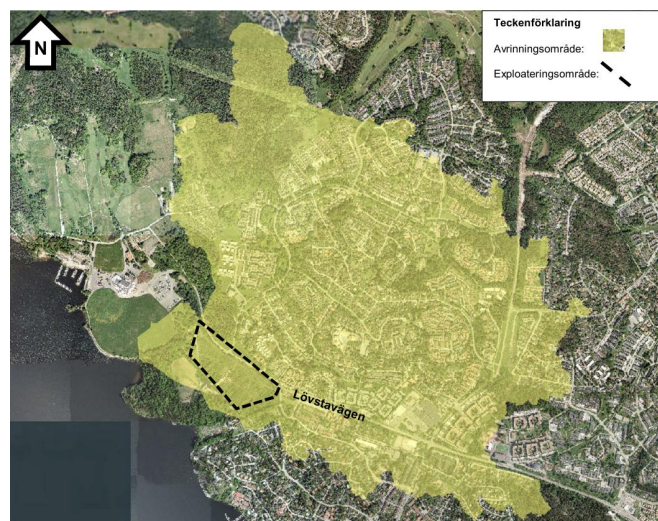 N
Teckenförklaring
Avrinningsområde:
Exploateringsområde:
Lövstavägen